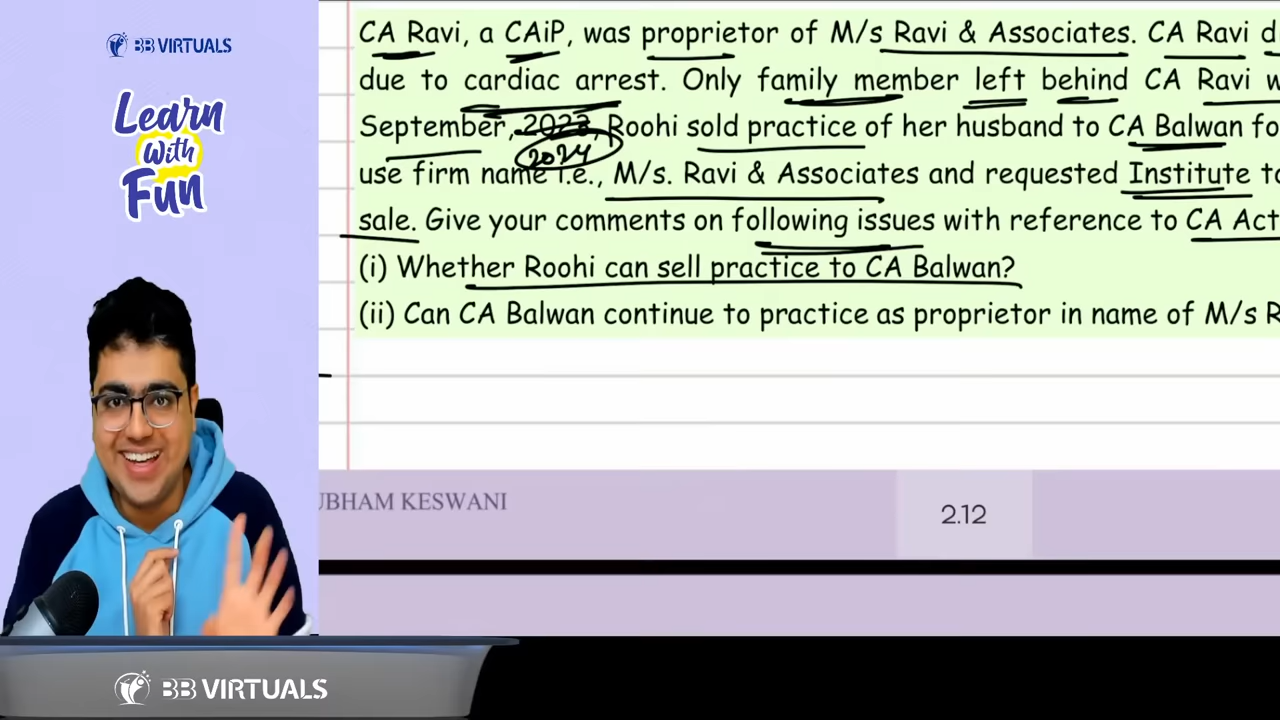 BB VIRTUALS
Learn
With
Fun
CA Ravi, a CAiP, was proprietor of M/s Ravi & Associates. CA Ravi d
due to cardiac arrest. Only family member left behind CA Ravi w
September, 2023 Roohi sold practice of her husband to CA Balwan fo
2024
use firm name i.e., M/s. Ravi & Associates and requested Institute to
sale. Give your comments on following issues with reference to CA Act
(i) Whether Roohi can sell practice to CA Balwan?
(ii) Can CA Balwan continue to practice as proprietor in name of M/s R
UBHAM KESWANI
2.12
BB VIRTUALS